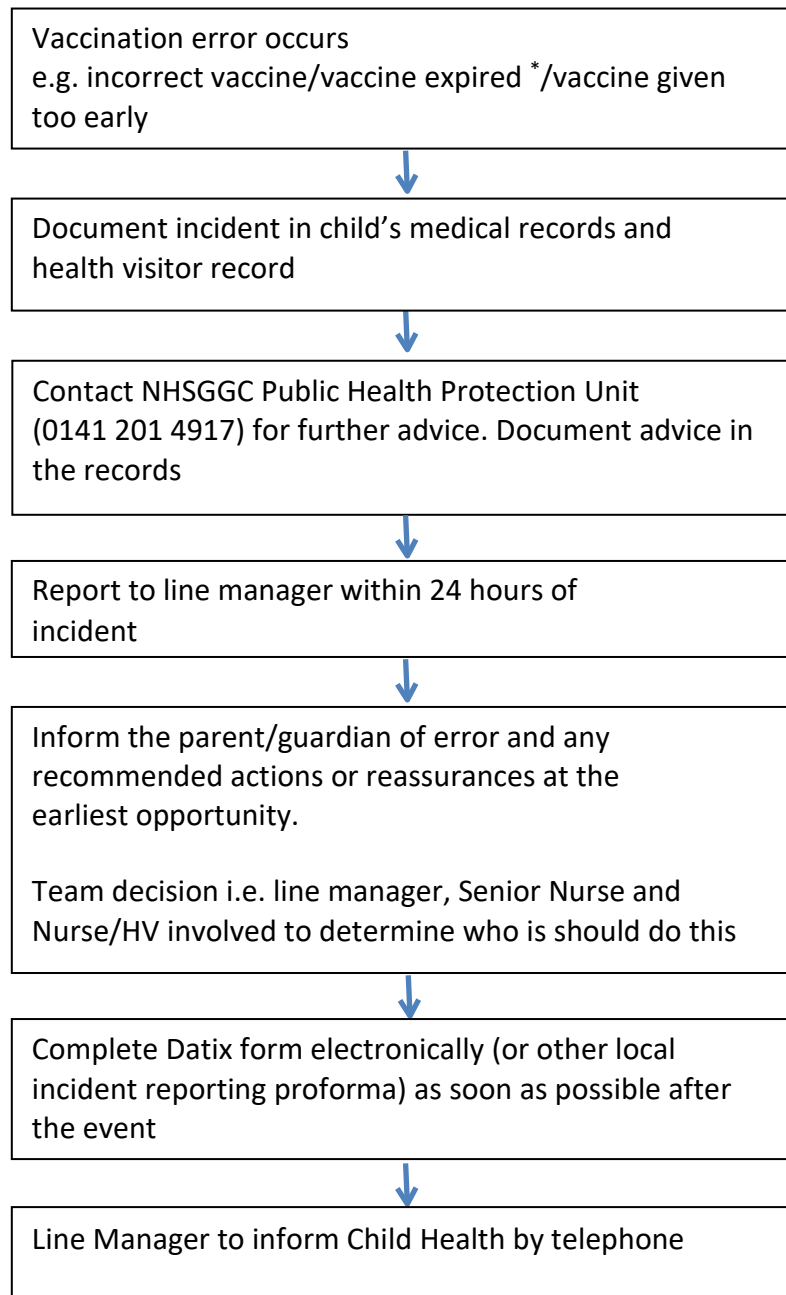 Vaccination error occurs
e.g. incorrect vaccine/vaccine expired */vaccine given
too early
Document incident in child’s medical records and
health visitor record
Contact NHSGGC Public Health Protection Unit
(0141 201 4917) for further advice. Document advice in
the records
Report to line manager within 24 hours of
incident
Inform the parent/guardian of error and any
recommended actions or reassurances at the
earliest opportunity.
Team decision i.e. line manager, Senior Nurse and
Nurse/HV involved to determine who is should do this
Complete Datix form electronically (or other local
incident reporting proforma) as soon as possible after
the event
Line Manager to inform Child Health by telephone